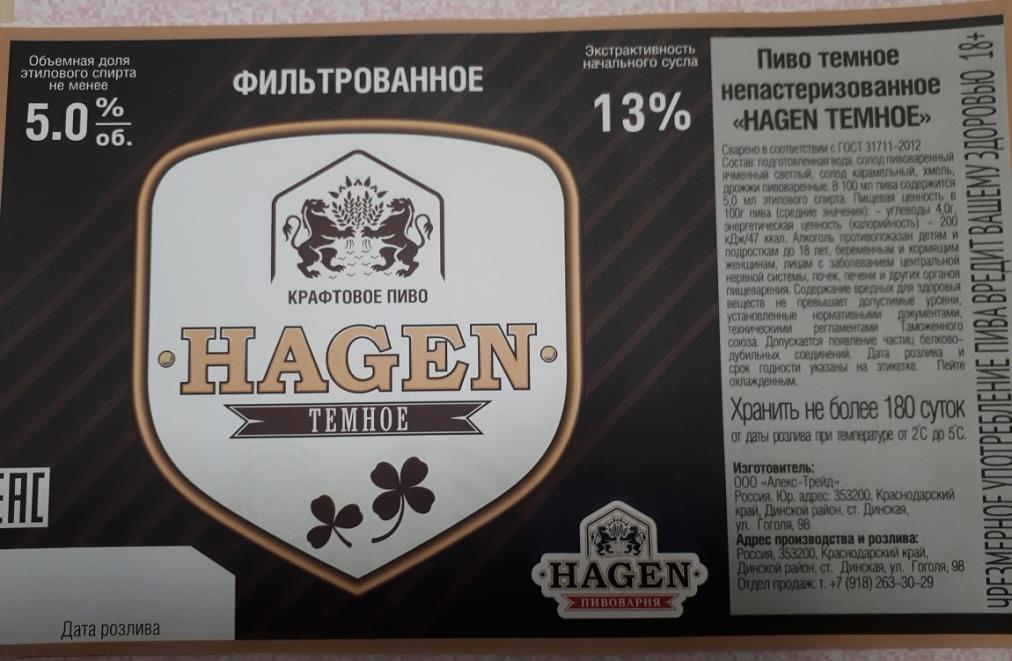 Объемная доля
этилового спирта
не менее
5.0 %
об.
ФИЛЬТРОВАННОЕ
Экстрактивность
начального сусла
13%
КРАФТОВОЕ ПИВО
HAGEN
ТЕМНОЕ
ЕАС
Дата розлива
HAGEN
ПИВОВАРНЯ
Пиво темное
непастеризованное
«HAGEN ТЕМНОЕ»
Сварено в соответствии с ГОСТ 31711-2012
Состав: подготовленная вода, солод пивоваренный
ячменный светлый, солод карамельный, хмель,
дрожжи пивоваренные. В 100 мл пива содержится
5,0 мл этилового спирта. Пищевая ценность в
100г пива (средние значения): - углеводы 4,0г,
энергетическая ценность (калорийность) - 200
кДж/47 ккал. Алкоголь противопоказан детям и
подросткам до 18 лет, беременным и кормящим
женщинам, лицам с заболеванием центральной
нервной системы, почек, печени и других органов
пищеварения. Содержание вредных для здоровья
веществ не превышает допустимые уровни,
установленные нормативными документами,
техническими регламентами Таможенного
союза. Допускается появление частиц белково-
дубильных соединений. Дата розлива и
срок годности указаны на этикетке. Пейте
охлажденным.
Хранить не более 180 суток
от даты розлива при температуре от 2°С до 5°С.
Изготовитель:
ООО «Алекс-Трейд»
Россия. Юр. адрес: 353200, Краснодарский
край, Динской район, ст. Динская,
ул. Гоголя, 98
Адрес производства и розлива:
Россия, 353200, Краснодарский край,
Динской район, ст. Динская, ул. Гоголя, 98
Отдел продаж: т. +7 (918) 263-30-29
ЧРЕЗМЕРНОЕ УПОТРЕБЛЕНИЕ ПИВА ВРЕДИТ ВАШЕМУ ЗДОРОВЬЮ 18+